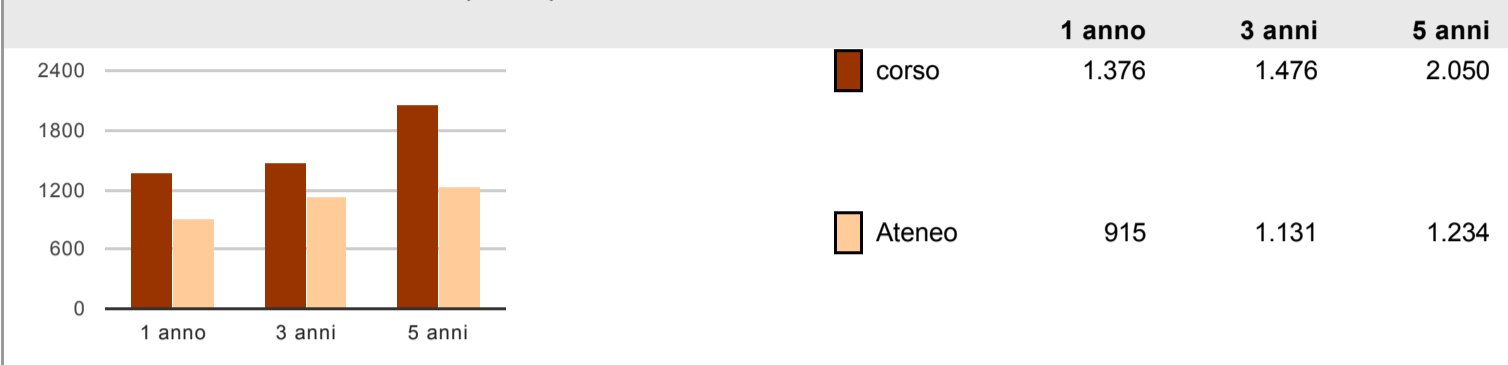 1 anno 3 anni 5 anni
2400
1800
1200
600
0
1 anno 3 anni 5 anni
corso 1.376 1.476 2.050
Ateneo 915 1.131 1.234